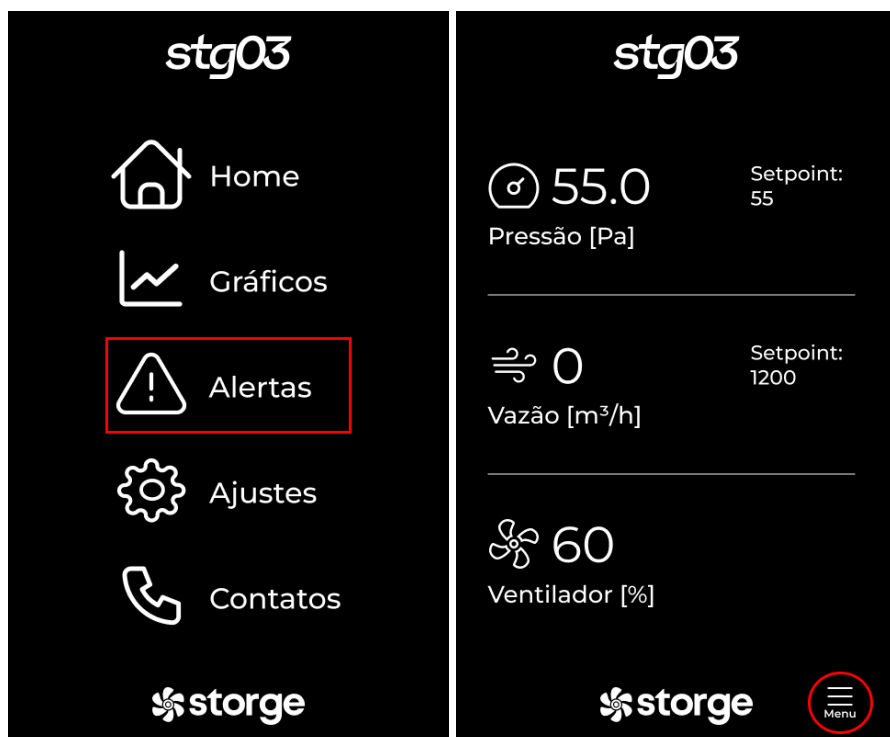 stg03
Home
Gráficos
Alertas
Ajustes
Contatos
storge
stg03
55.0
Setpoint:
55
Pressão [Pa]
0
Setpoint:
1200
Vazão [m³/h]
60
Ventilador [%]
storge
Menu